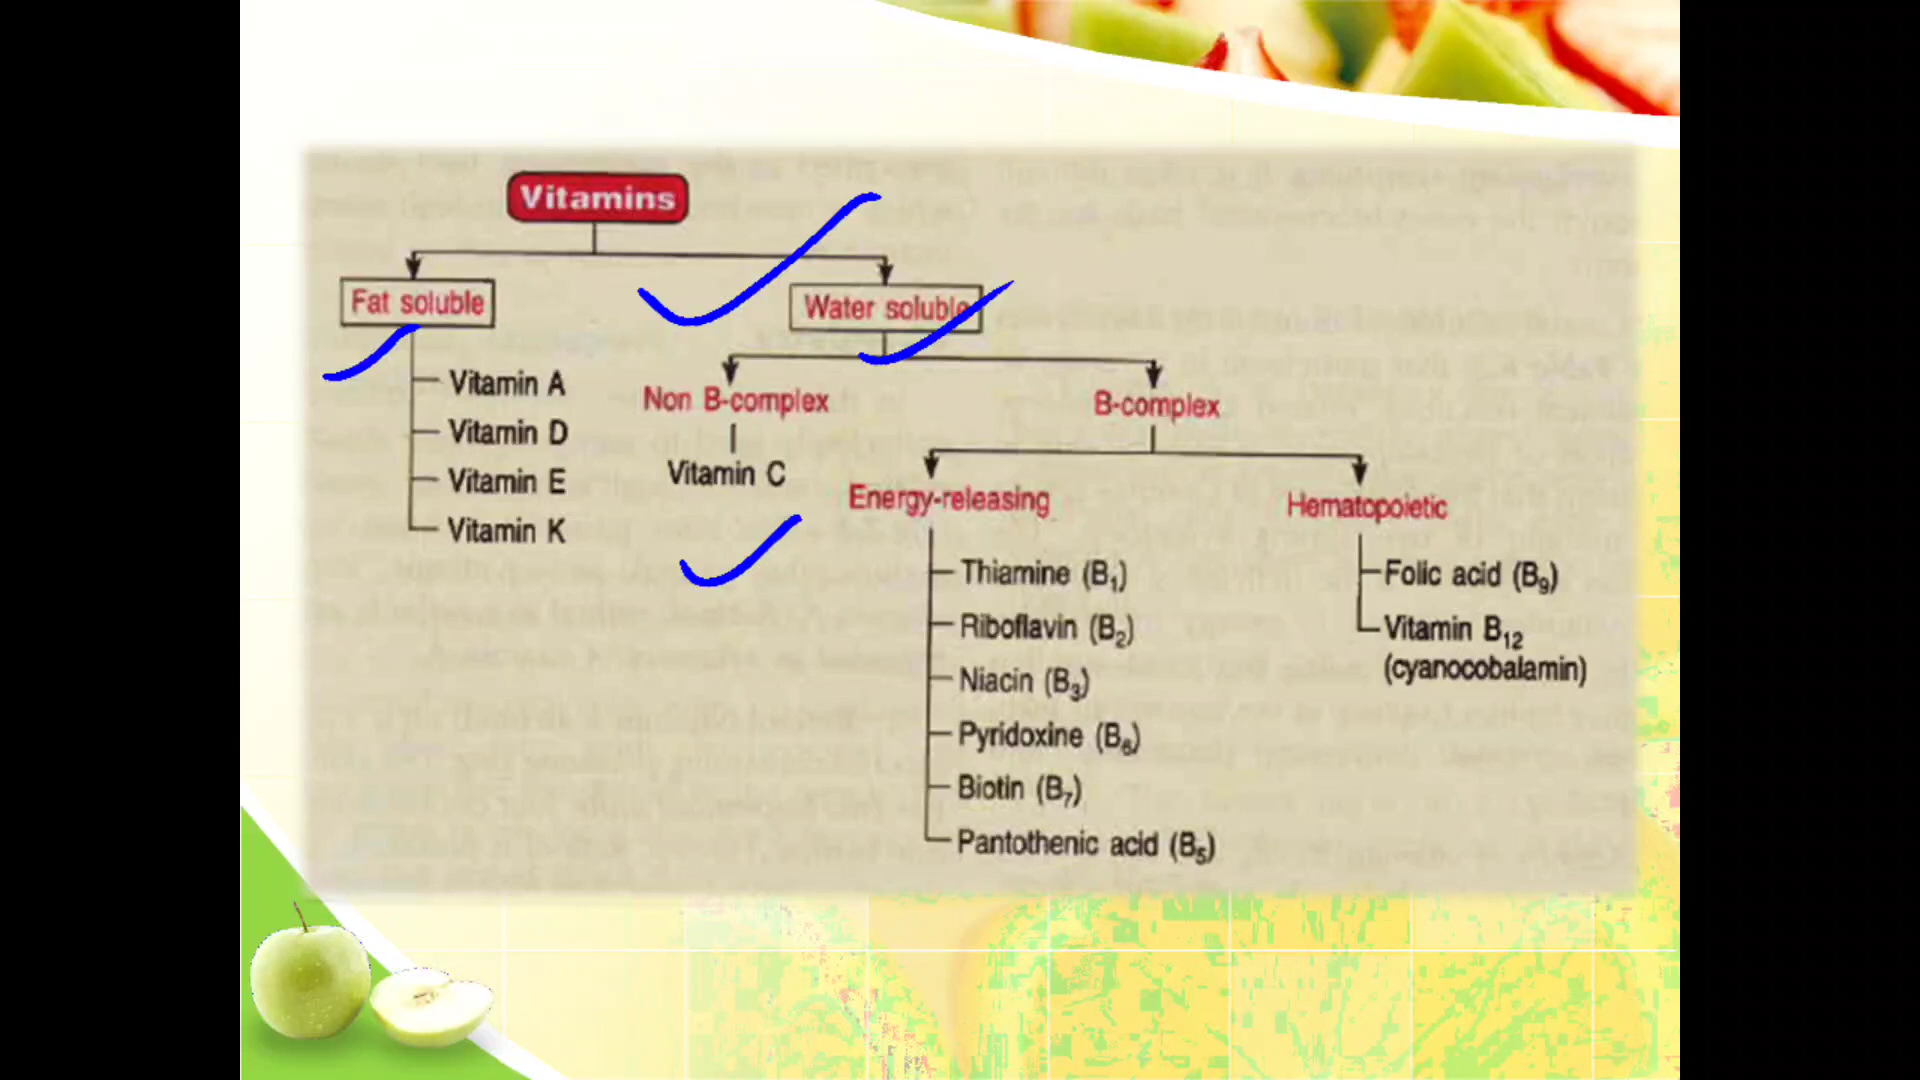 Vitamins
Fat soluble
Water soluble
Vitamin A
Vitamin D
Vitamin E
Vitamin K
Non B-complex
Vitamin C
B-complex
Energy-releasing
Thiamine (B₁)
Riboflavin (B₂)
Niacin (B₃)
Pyridoxine (B₆)
Biotin (B₇)
Pantothenic acid (B₅)
Hematopoletic
Folic acid (B₉)
Vitamin B₁₂
(cyanocobalamin)